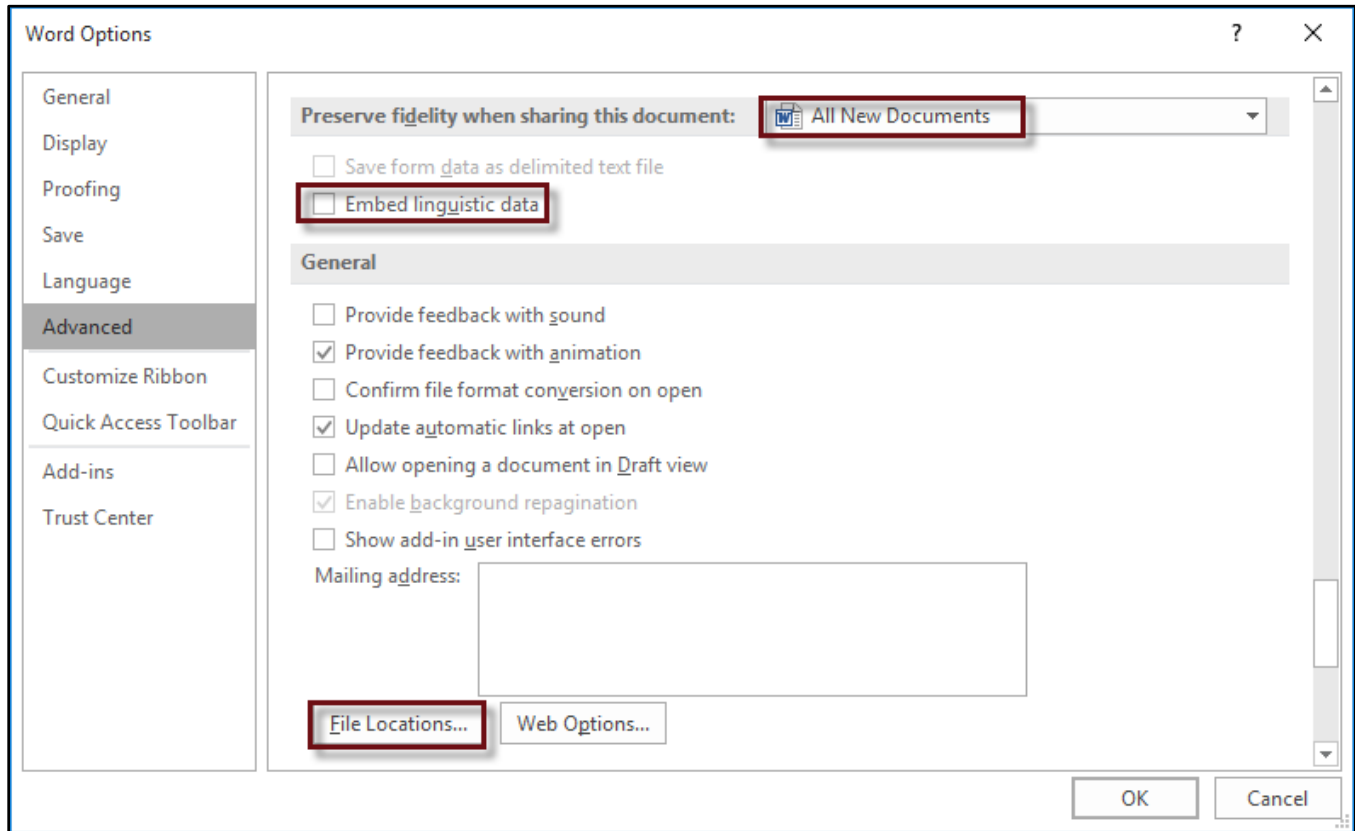 Word Options
?
General
Display
Proofing
Save
Language
Advanced
Customize Ribbon
Quick Access Toolbar
Add-ins
Trust Center
Preserve fidelity when sharing this document: All New Documents
Save form data as delimited text file
Embed linguistic data
General
Provide feedback with sound
Provide feedback with animation
Confirm file format conversion on open
Update automatic links at open
Allow opening a document in Draft view
Enable background repagination
Show add-in user interface errors
Mailing address:
File Locations... Web Options...
OK Cancel